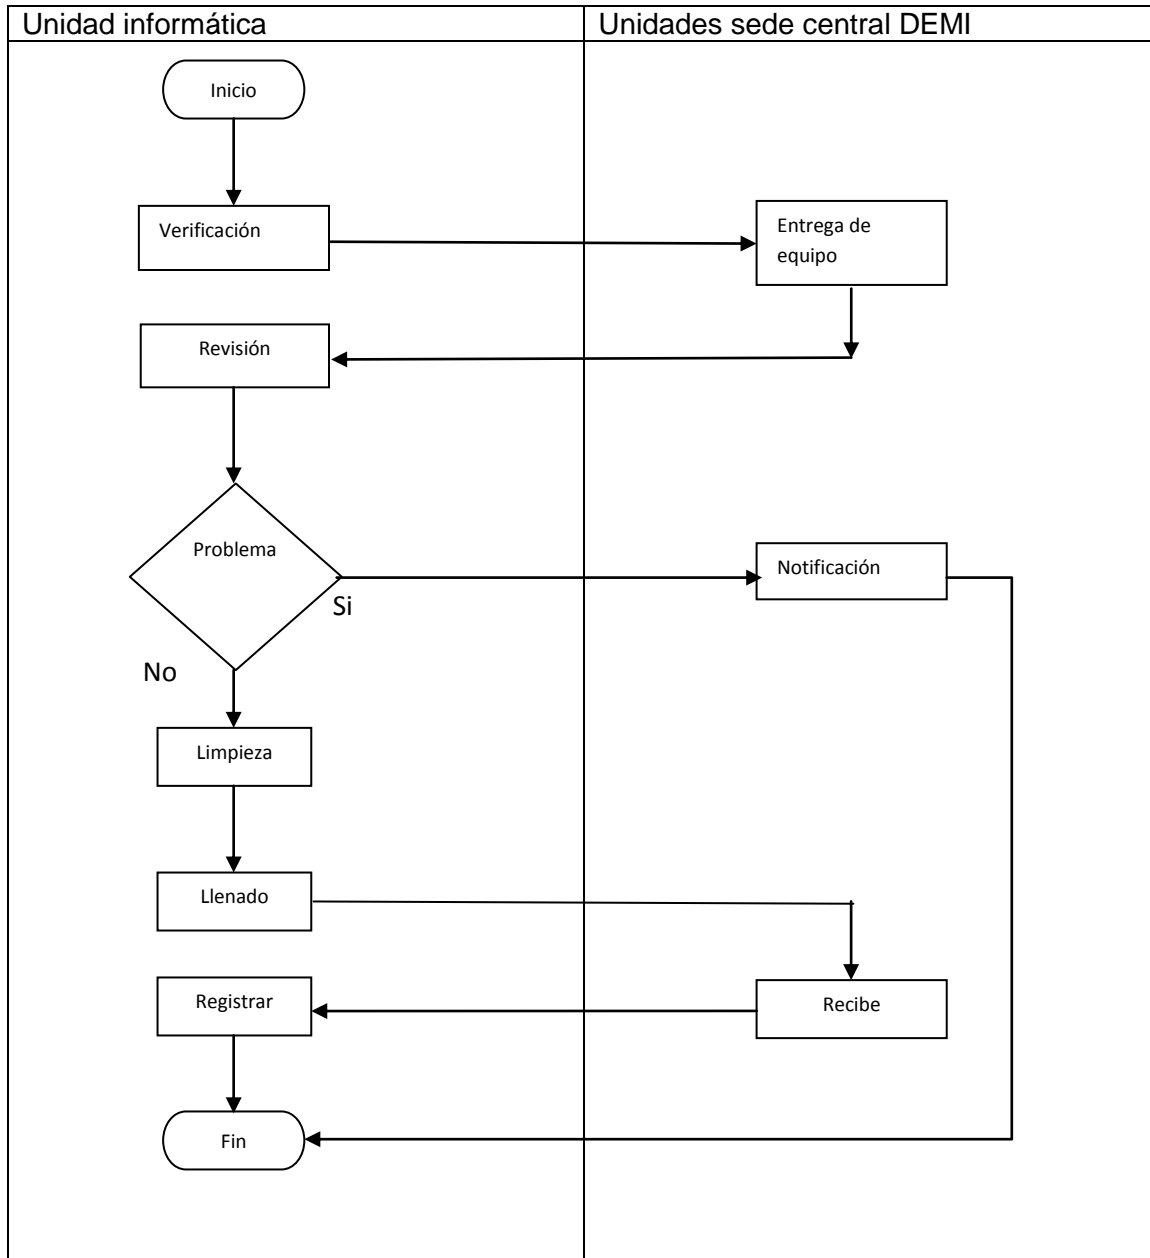 Unidad informática
Unidades sede central DEMI
Inicio
Verificación
Entrega de
equipo
Revisión
Problema
Notificación
Si
No
Limpieza
Llenado
Registrar
Recibe
Fin